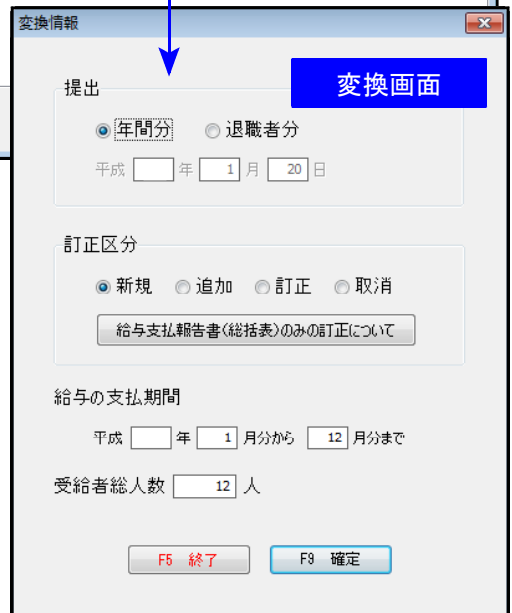 変換情報
変換画面
提出
年間分 退職者分
平成 年 1 月 20 日
訂正区分
新規 追加 訂正 取消
給与支払報告書(総括表)のみの訂正について
給与の支払期間
平成 年 1 月分から 12 月分まで
受給者総人数 12 人
F5 終了 F9 確定